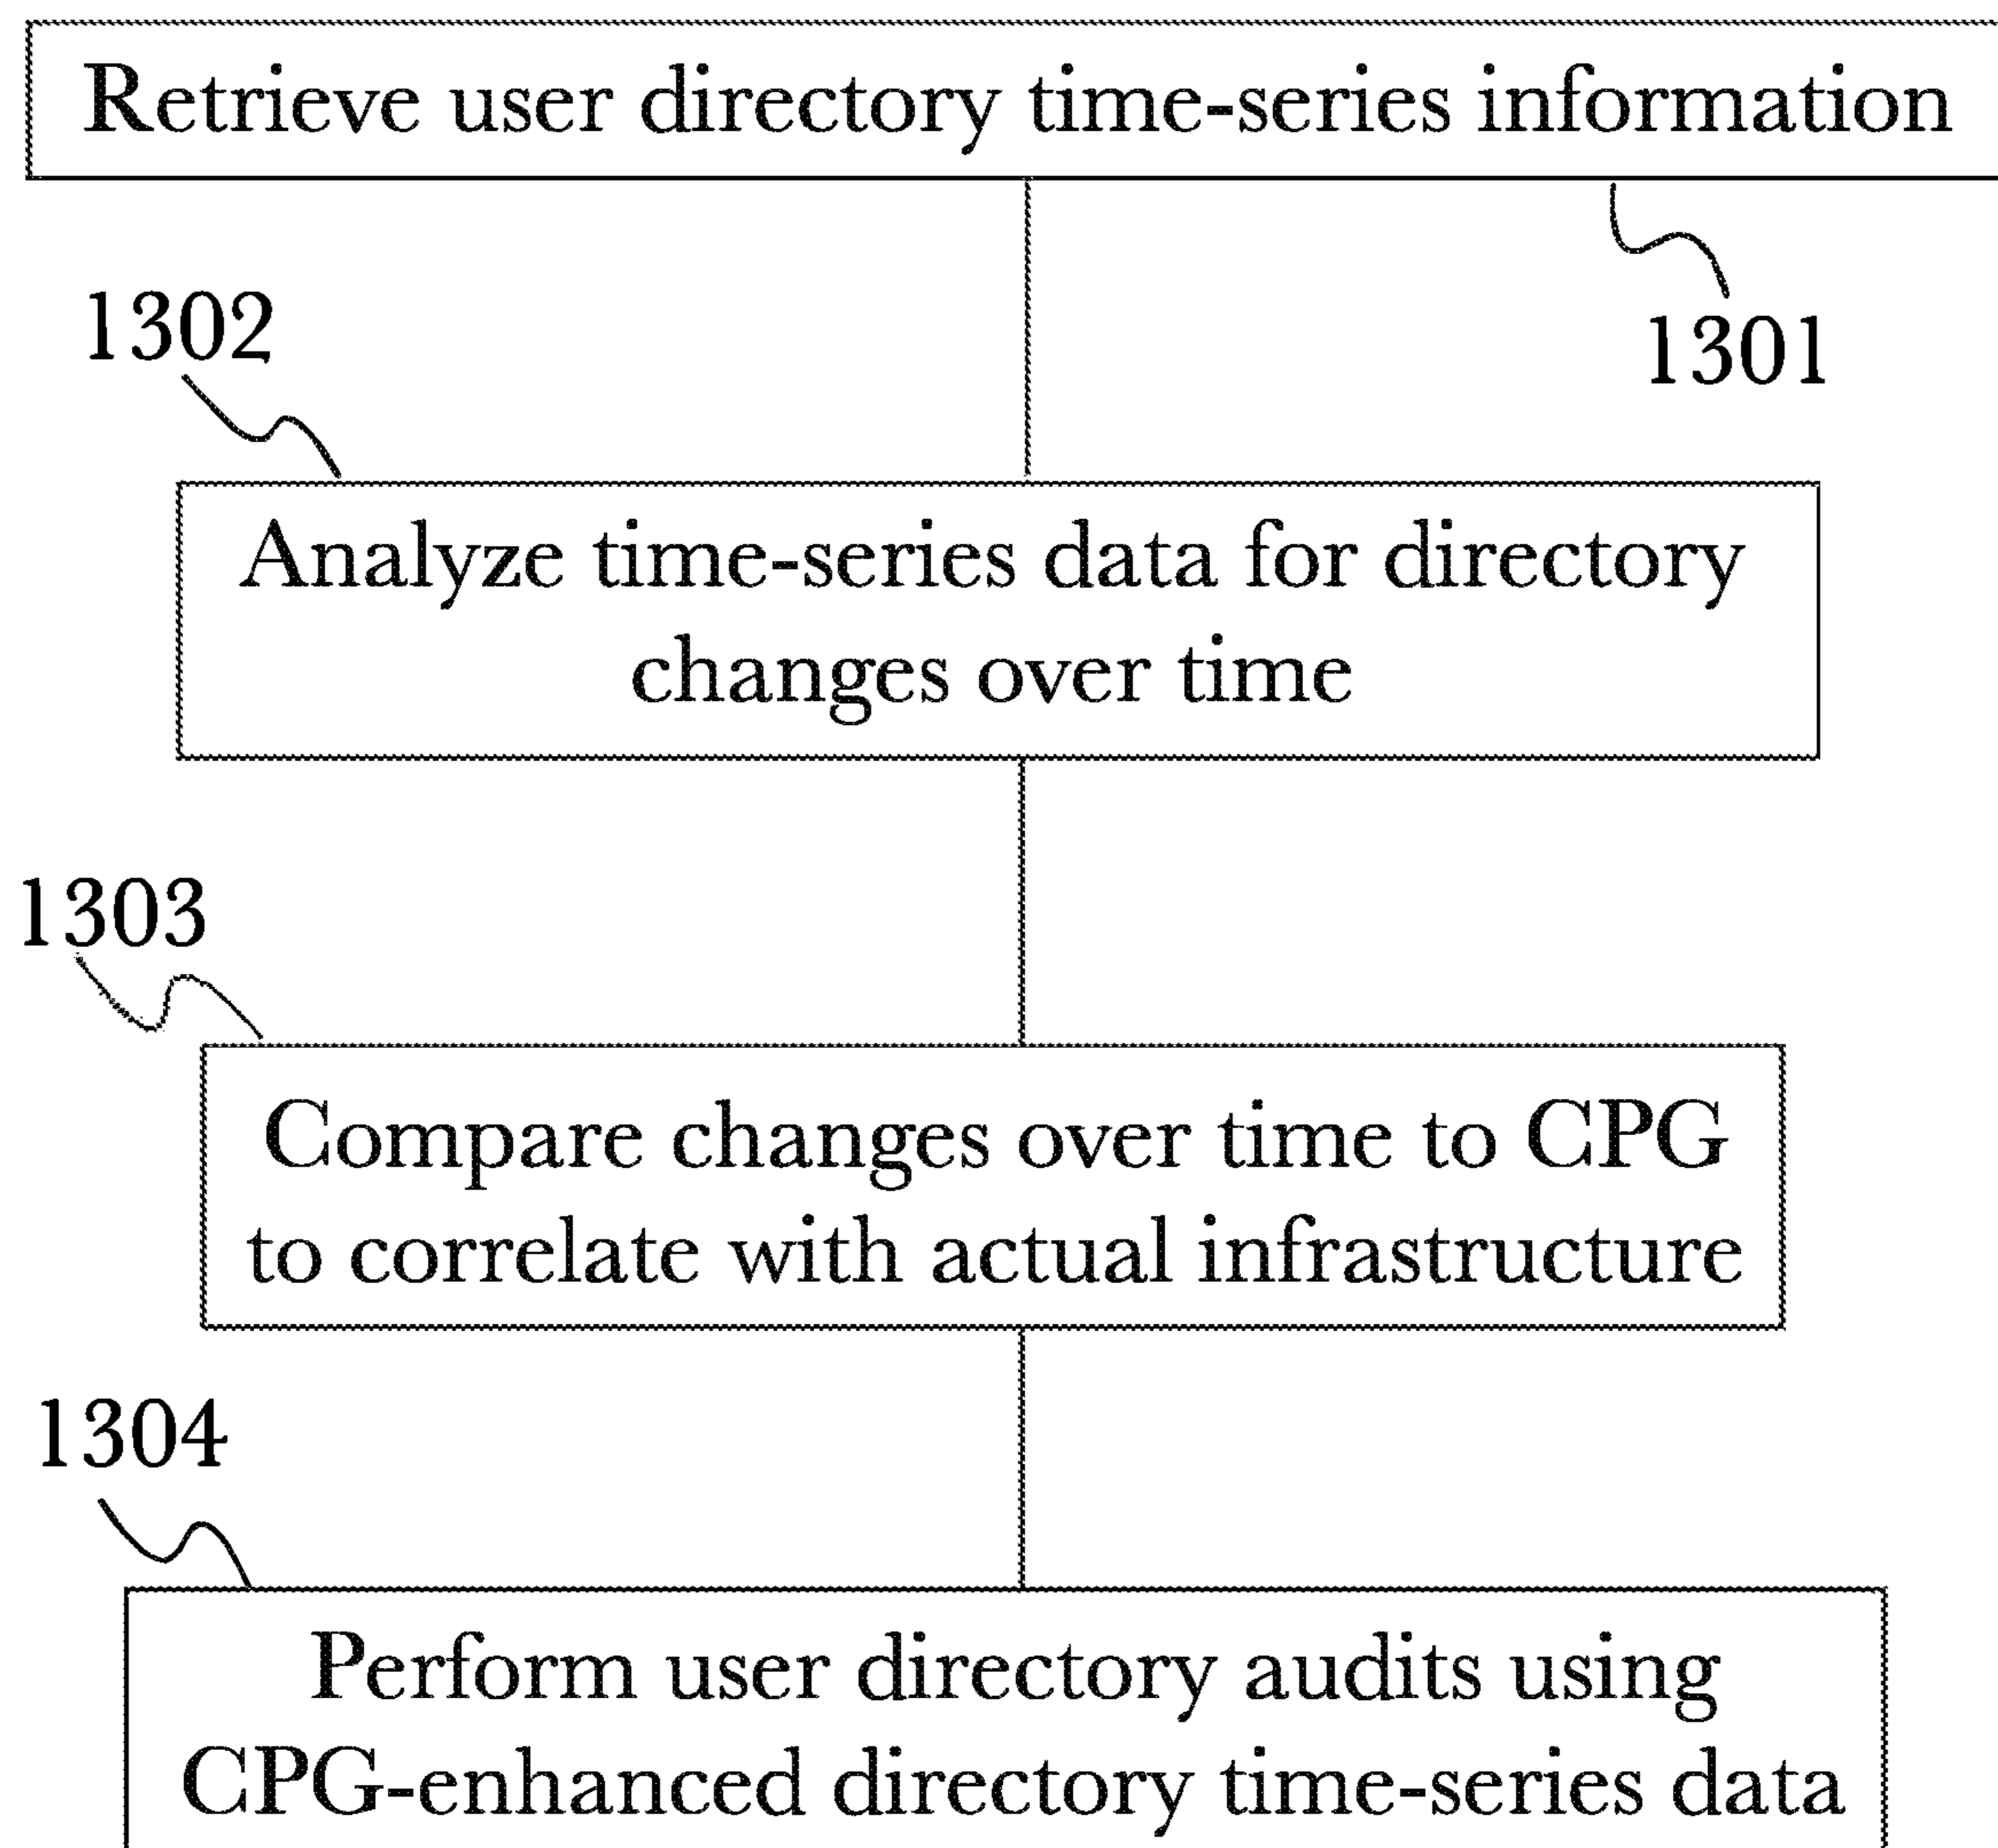 Retrieve user directory time-series information
1301
1302
Analyze time-series data for directory
changes over time
1303
Compare changes over time to CPG
to correlate with actual infrastructure
1304
Perform user directory audits using
CPG-enhanced directory time-series data